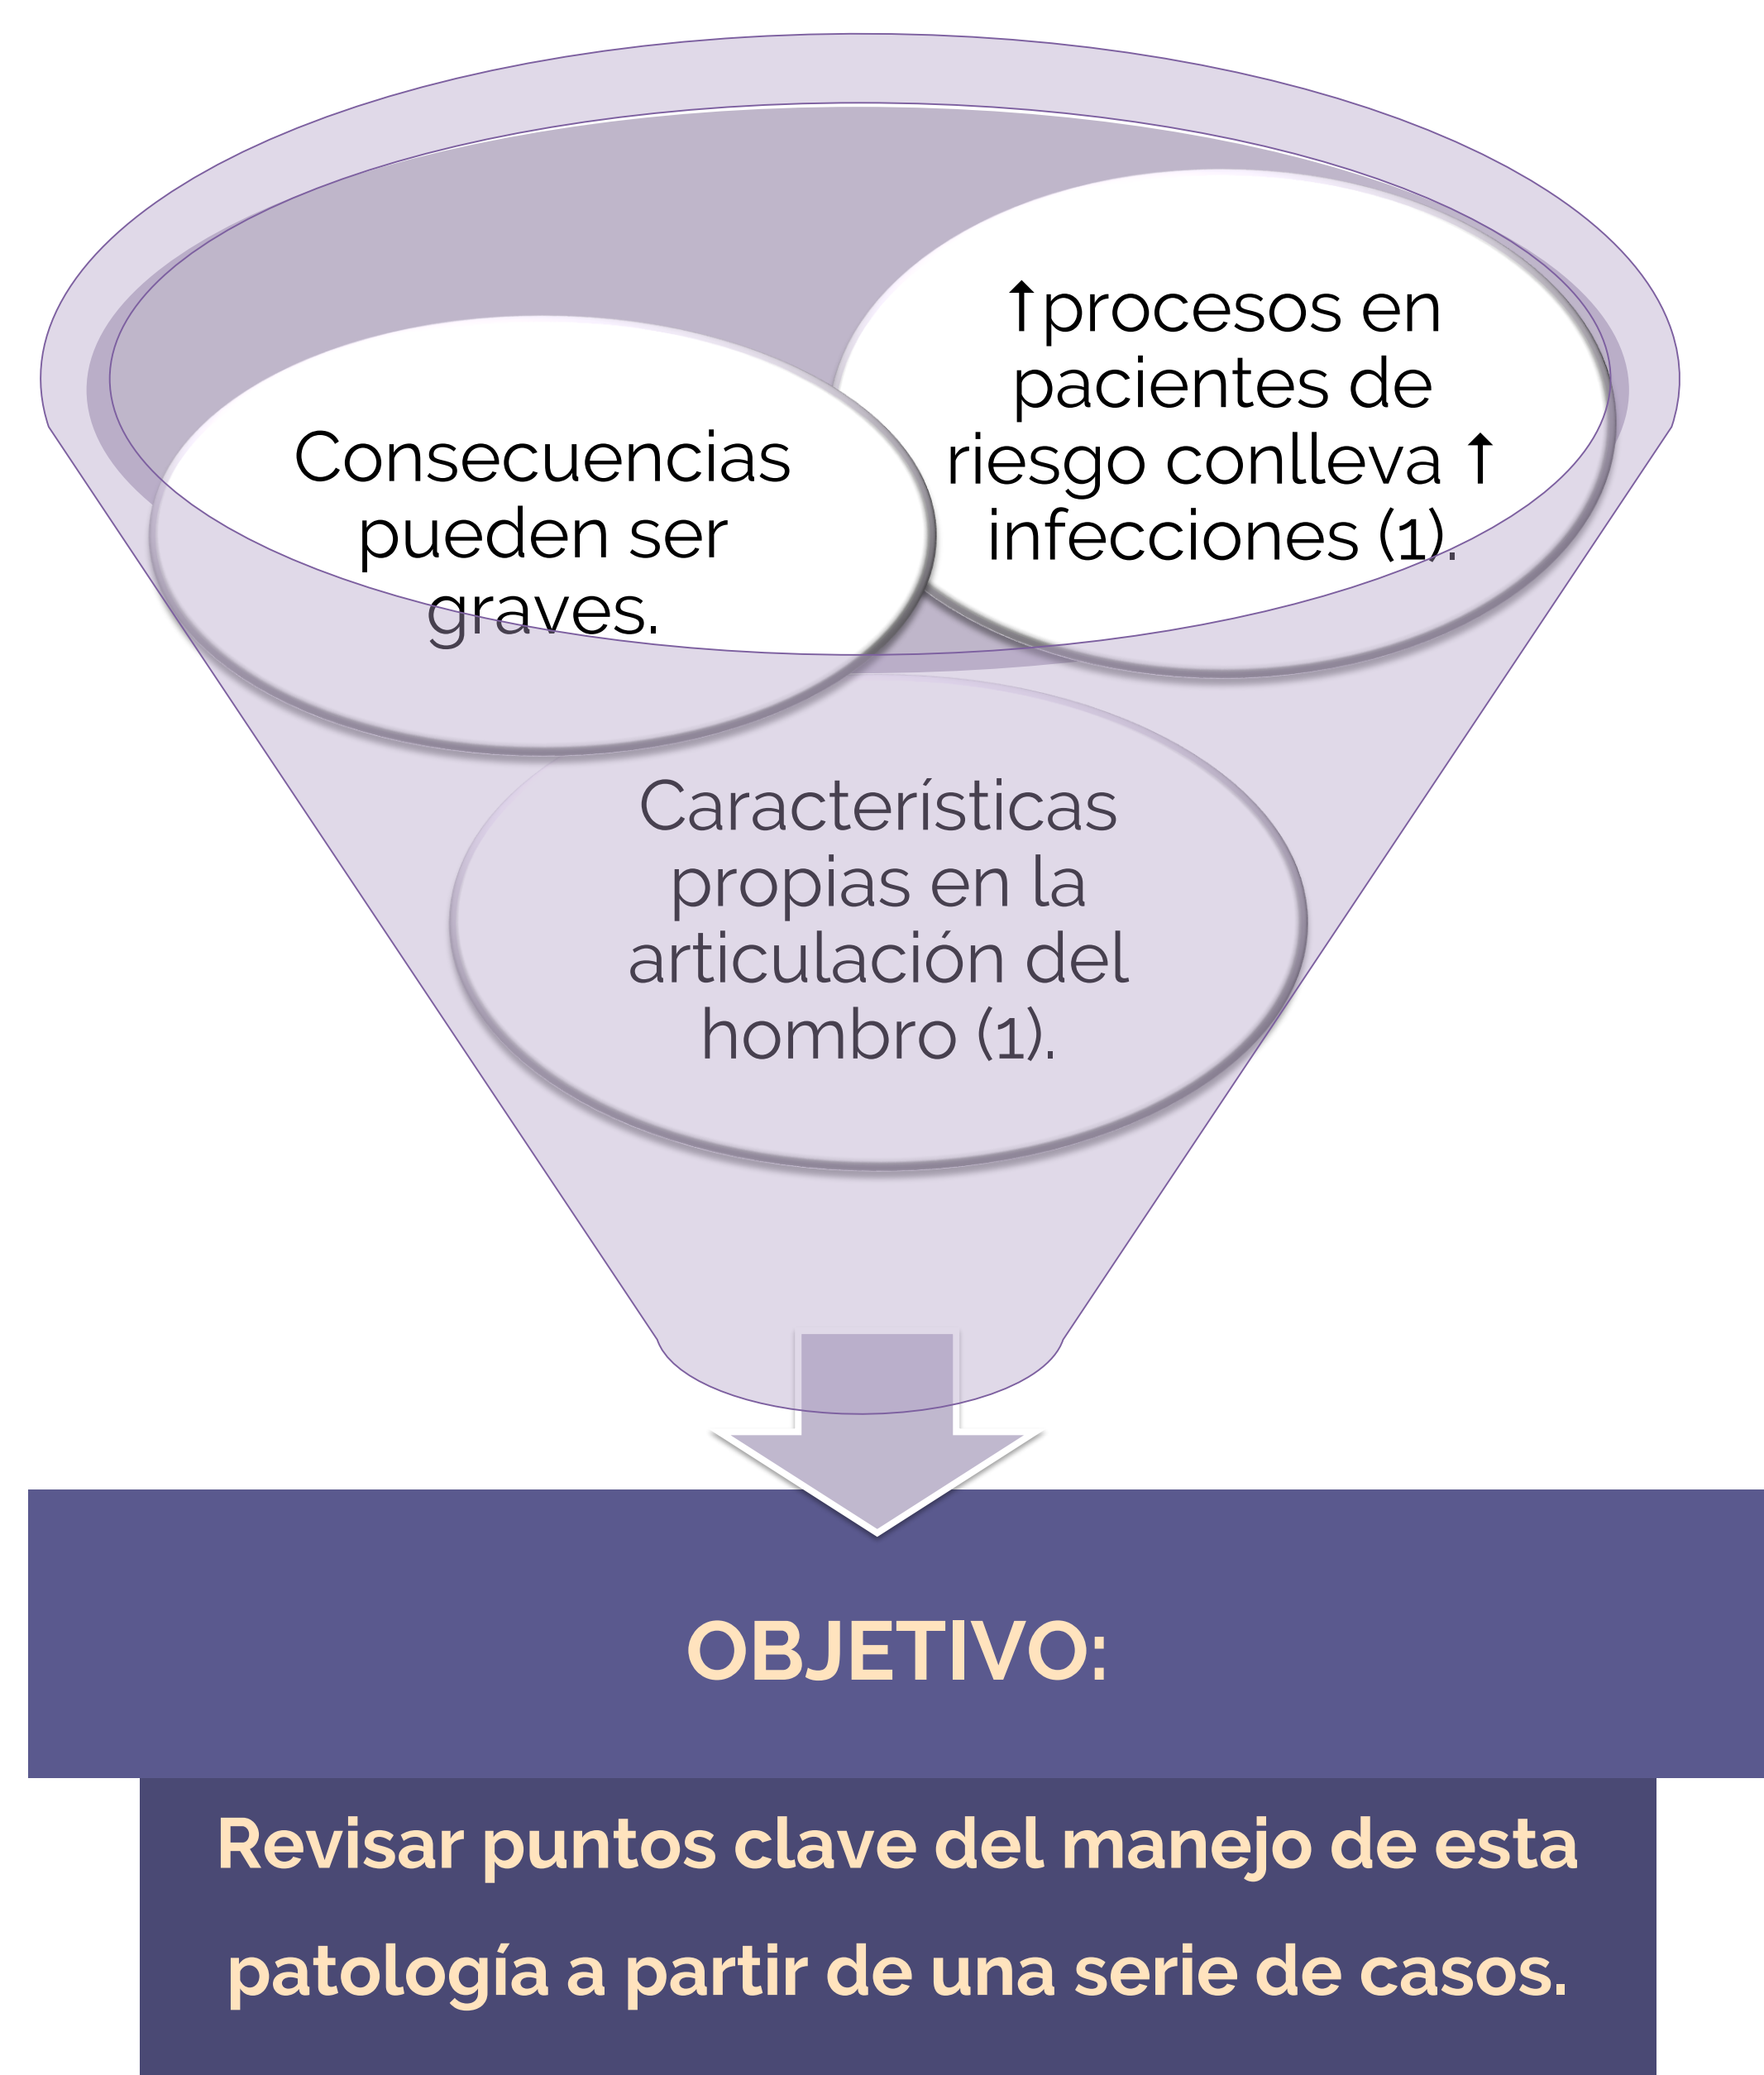 Consecuencias
pueden ser
graves.
↑procesos en
pacientes de
riesgo conlleva ↑
infecciones (1).
Características
propias en la
articulación del
hombro (1).
OBJETIVO:
Revisar puntos clave del manejo de esta
patología a partir de una serie de casos.